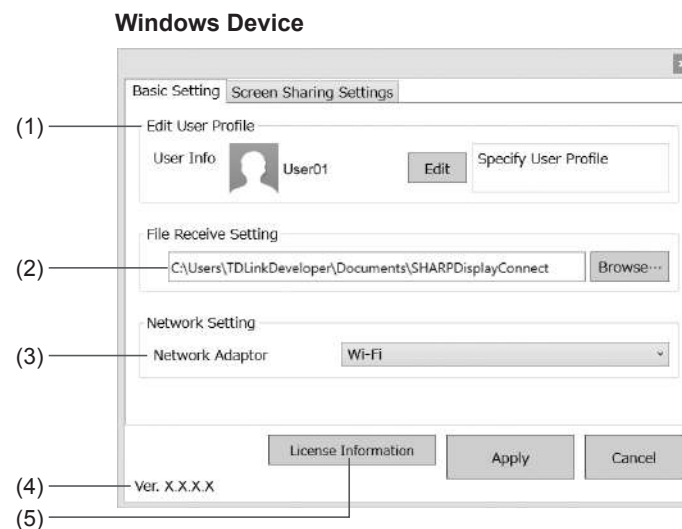 Windows Device
Basic Setting Screen Sharing Settings
(1) Edit User Profile
User Info User01 Edit Specify User Profile
File Receive Setting
(2) C:\Users\TDLinkDeveloper\Documents\SHARPDisplayConnect Browse···
Network Setting
(3) Network Adaptor Wi-Fi
License Information Apply Cancel
(4) Ver. X.X.X.X
(5)